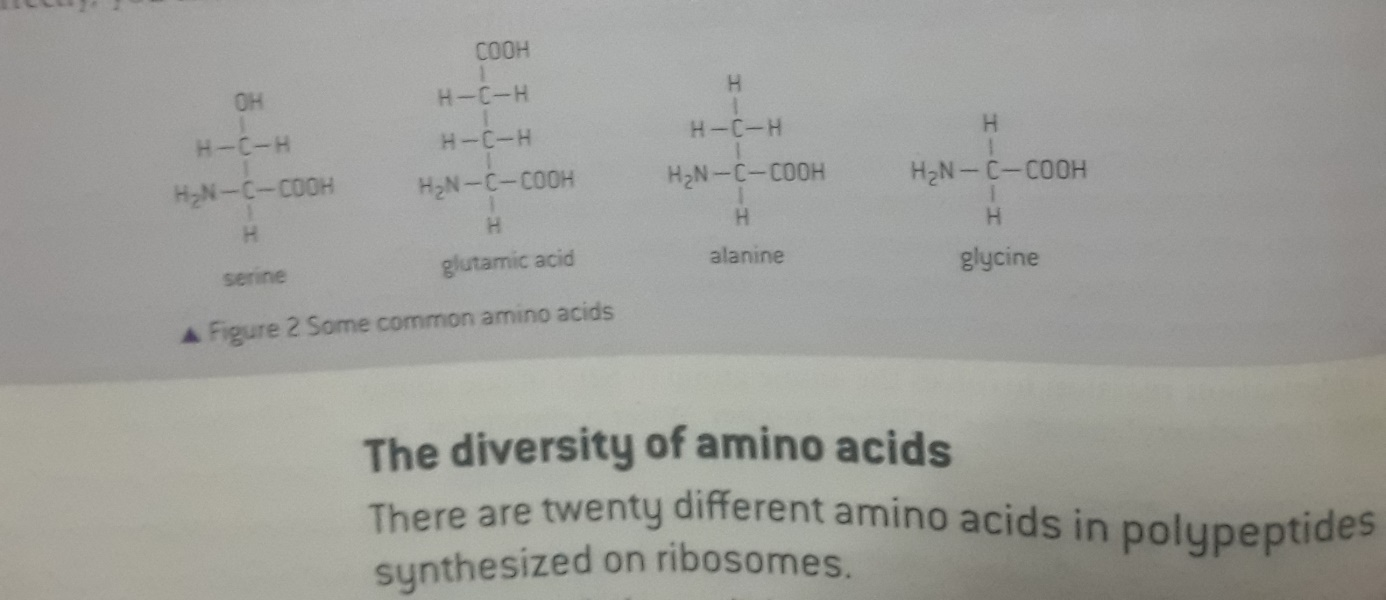 OH
H–C–H
H₂N–C–COOH
H
serine
COOH
H–C–H
H–C–H
H₂N–C–COOH
H
glutamic acid
H
H–C–H
H₂N–C–COOH
H
alanine
H
H₂N–C–COOH
H
glycine
▲ Figure 2 Some common amino acids
The diversity of amino acids
There are twenty different amino acids in polypeptides
synthesized on ribosomes.